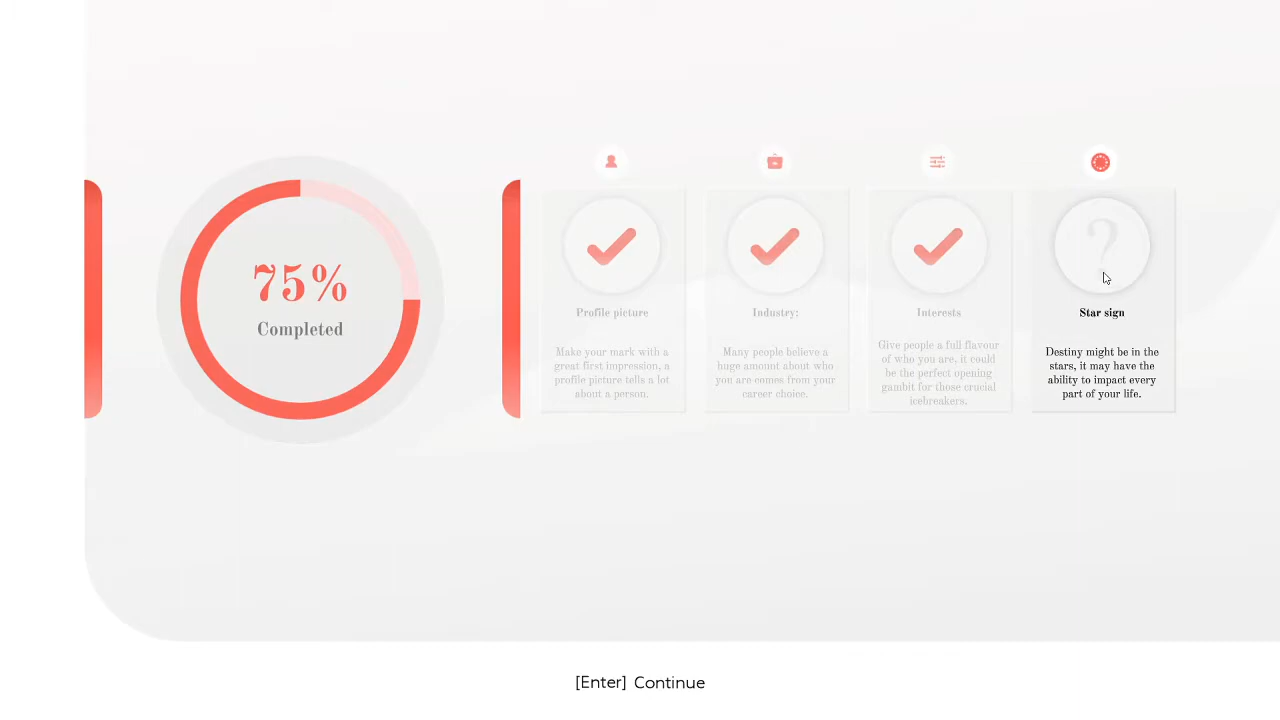 75%
Completed
Profile picture
Make your mark with a
great first impression, a
profile picture tells a lot
about a person.
Industry:
Many people believe a
huge amount about who
you are comes from your
career choice.
Interests
Give people a full flavour
of who you are, it could
be the perfect opening
gambit for those crucial
icebreakers.
?
Star sign
Destiny might be in the
stars, it may have the
ability to impact every
part of your life.
[Enter] Continue